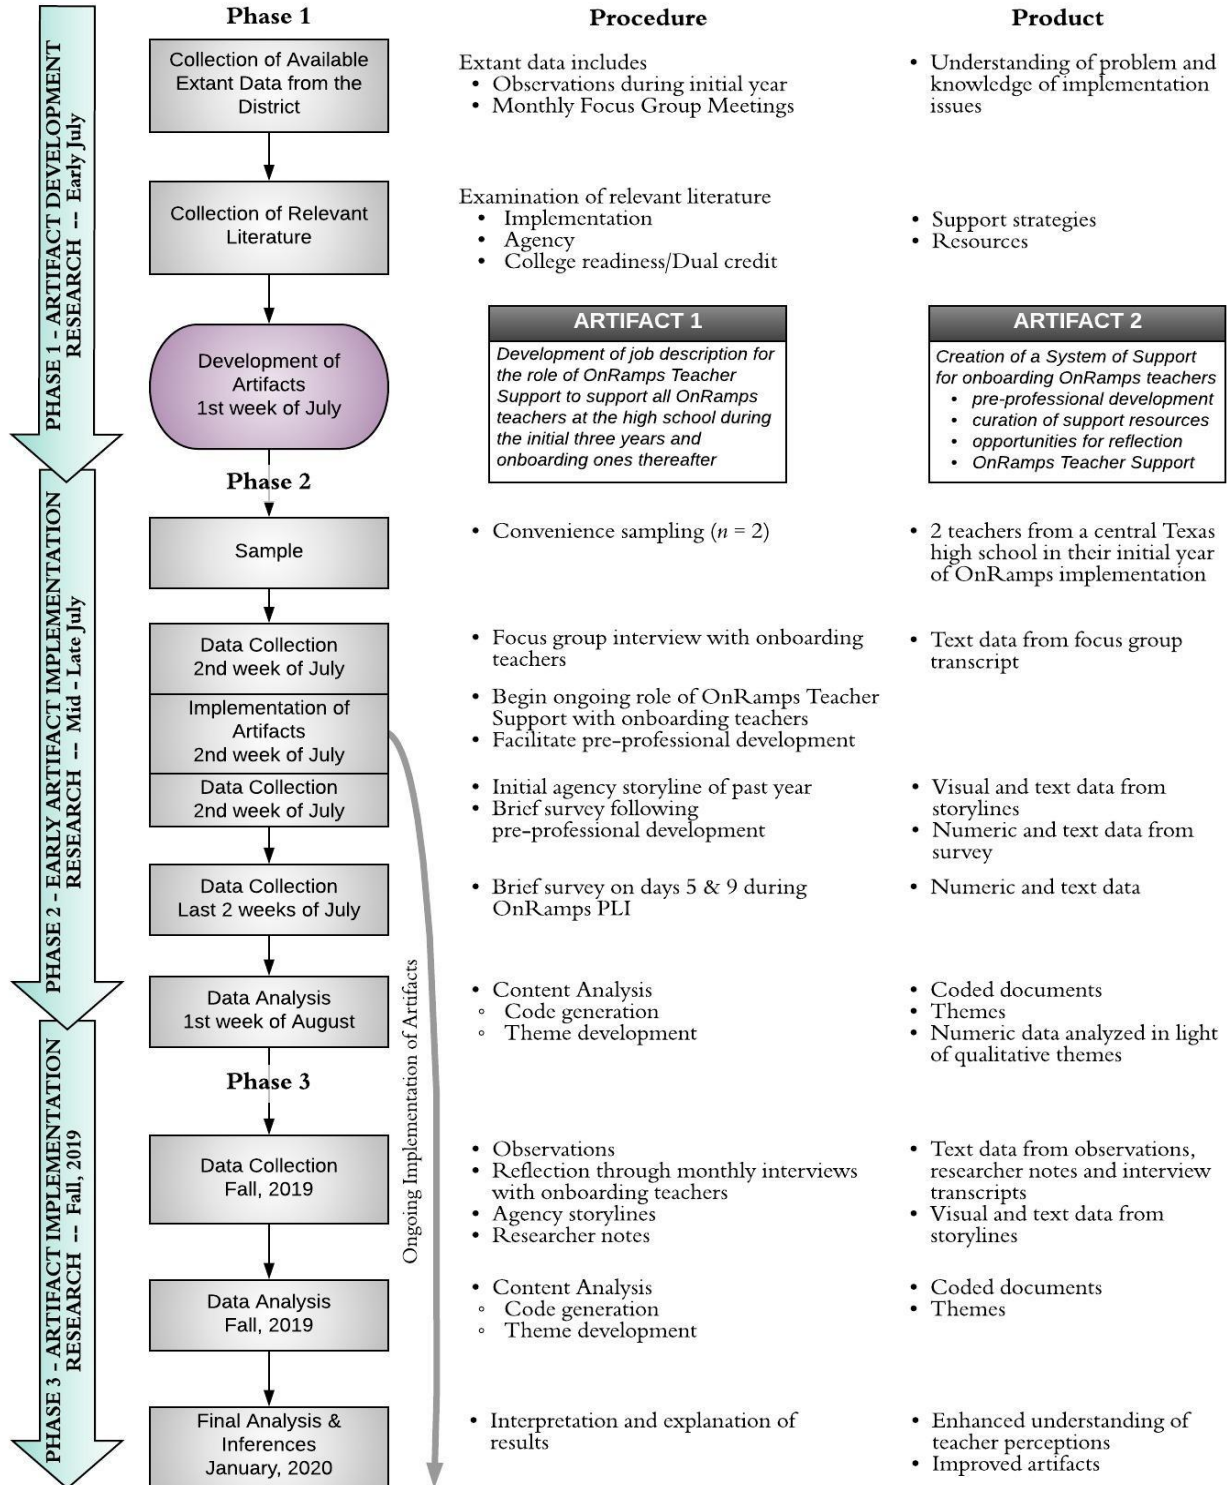 Phase 1
Procedure
Product
PHASE 1 - ARTIFACT DEVELOPMENT
RESEARCH -- Early July
Collection of Available
Extant Data from the
District
Extant data includes
• Observations during initial year
• Monthly Focus Group Meetings
• Understanding of problem and
knowledge of implementation
issues
Collection of Relevant
Literature
Examination of relevant literature
• Implementation
• Agency
• College readiness/Dual credit
• Support strategies
• Resources
Development of
Artifacts
1st week of July
ARTIFACT 1
Development of job description for
the role of OnRamps Teacher
Support to support all OnRamps
teachers at the high school during
the initial three years and
onboarding ones thereafter
ARTIFACT 2
Creation of a System of Support
for onboarding OnRamps teachers
• pre-professional development
• curation of support resources
• opportunities for reflection
• OnRamps Teacher Support
Phase 2
PHASE 2 - EARLY ARTIFACT IMPLEMENTATION
RESEARCH -- Mid - Late July
Sample
• Convenience sampling (n = 2)
• 2 teachers from a central Texas
high school in their initial year
of OnRamps implementation
Data Collection
2nd week of July
• Focus group interview with onboarding
teachers
• Text data from focus group
transcript
Implementation of
Artifacts
2nd week of July
• Begin ongoing role of OnRamps Teacher
Support with onboarding teachers
• Facilitate pre-professional development
Data Collection
2nd week of July
• Initial agency storyline of past year
• Brief survey following
pre-professional development
• Visual and text data from
storylines
• Numeric and text data from
survey
Data Collection
Last 2 weeks of July
• Brief survey on days 5 & 9 during
OnRamps PLI
• Numeric and text data
Data Analysis
1st week of August
• Content Analysis
◦ Code generation
◦ Theme development
• Coded documents
• Themes
• Numeric data analyzed in light
of qualitative themes
Ongoing Implementation of Artifacts
Phase 3
PHASE 3 - ARTIFACT IMPLEMENTATION
RESEARCH -- Fall, 2019
Data Collection
Fall, 2019
• Observations
• Reflection through monthly interviews
with onboarding teachers
• Agency storylines
• Researcher notes
• Text data from observations,
researcher notes and interview
transcripts
• Visual and text data from
storylines
Data Analysis
Fall, 2019
• Content Analysis
◦ Code generation
◦ Theme development
• Coded documents
• Themes
Final Analysis &
Inferences
January, 2020
• Interpretation and explanation of
results
• Enhanced understanding of
teacher perceptions
• Improved artifacts